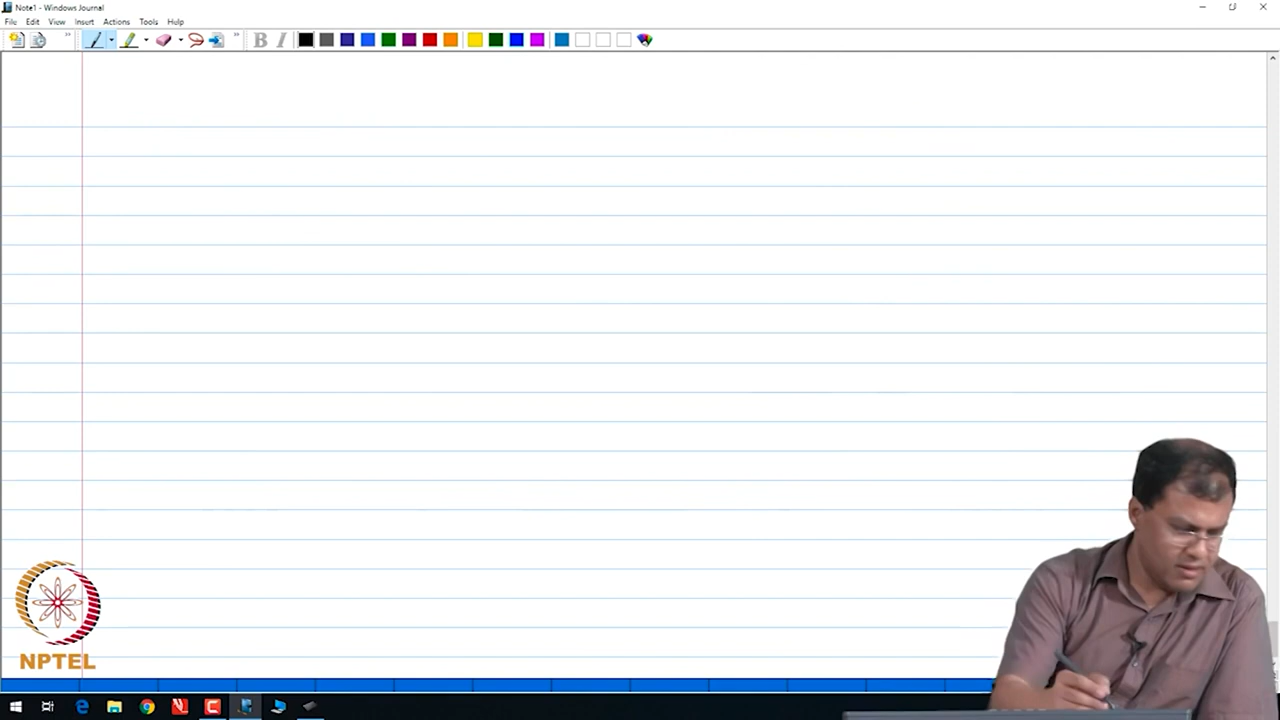 Note1 - Windows Journal
File Edit View Insert Actions Tools Help
B I
NPTEL